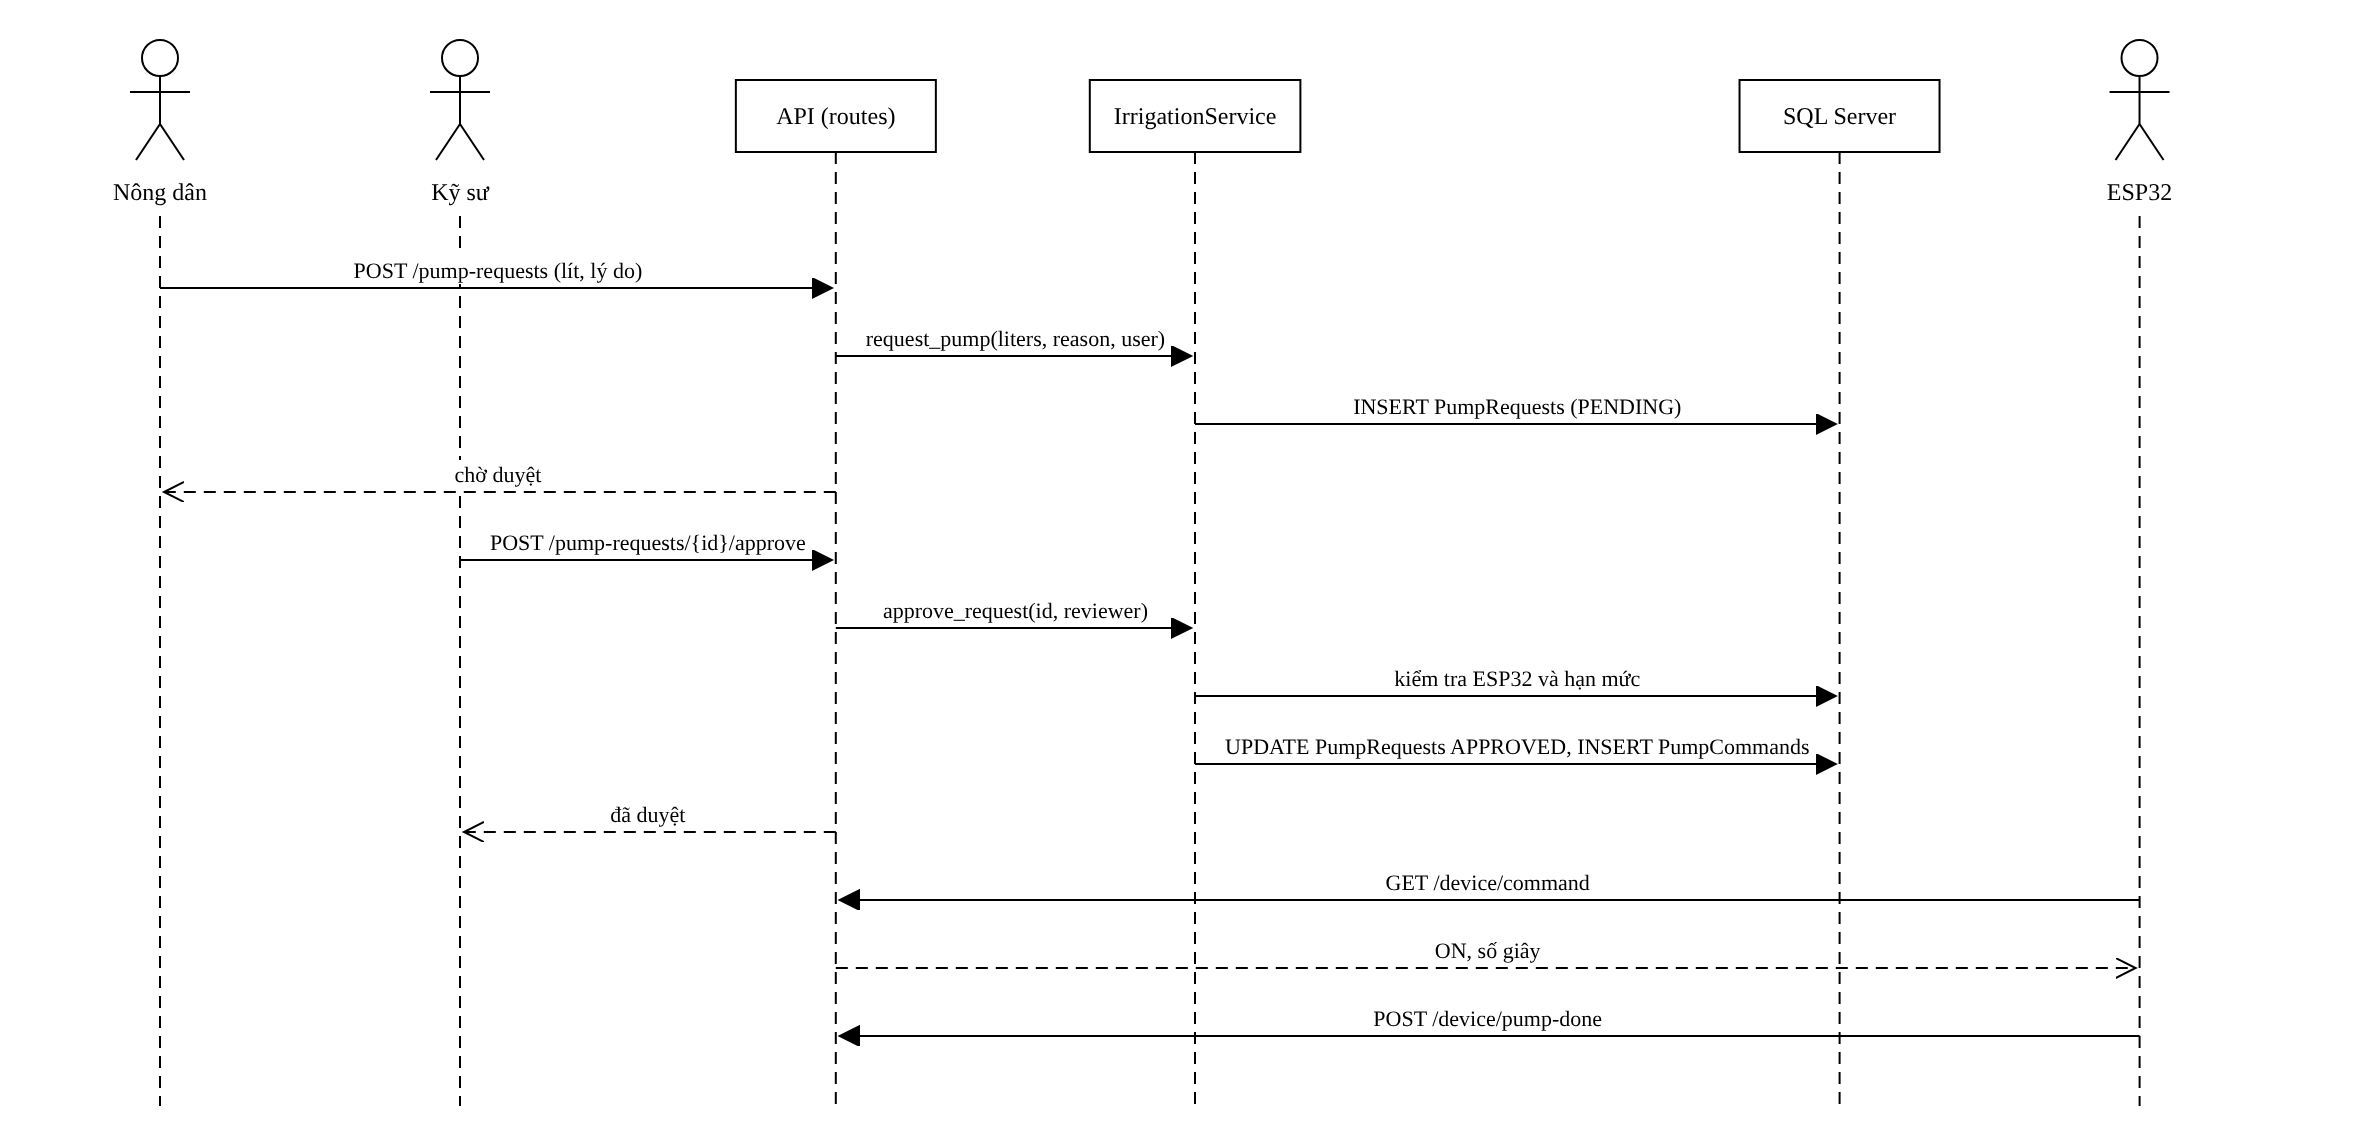 Nông dân
Kỹ sư
API (routes)
IrrigationService
SQL Server
ESP32
POST /pump-requests (lít, lý do)
request_pump(liters, reason, user)
INSERT PumpRequests (PENDING)
chờ duyệt
POST /pump-requests/{id}/approve
approve_request(id, reviewer)
kiểm tra ESP32 và hạn mức
UPDATE PumpRequests APPROVED, INSERT PumpCommands
đã duyệt
GET /device/command
ON, số giây
POST /device/pump-done